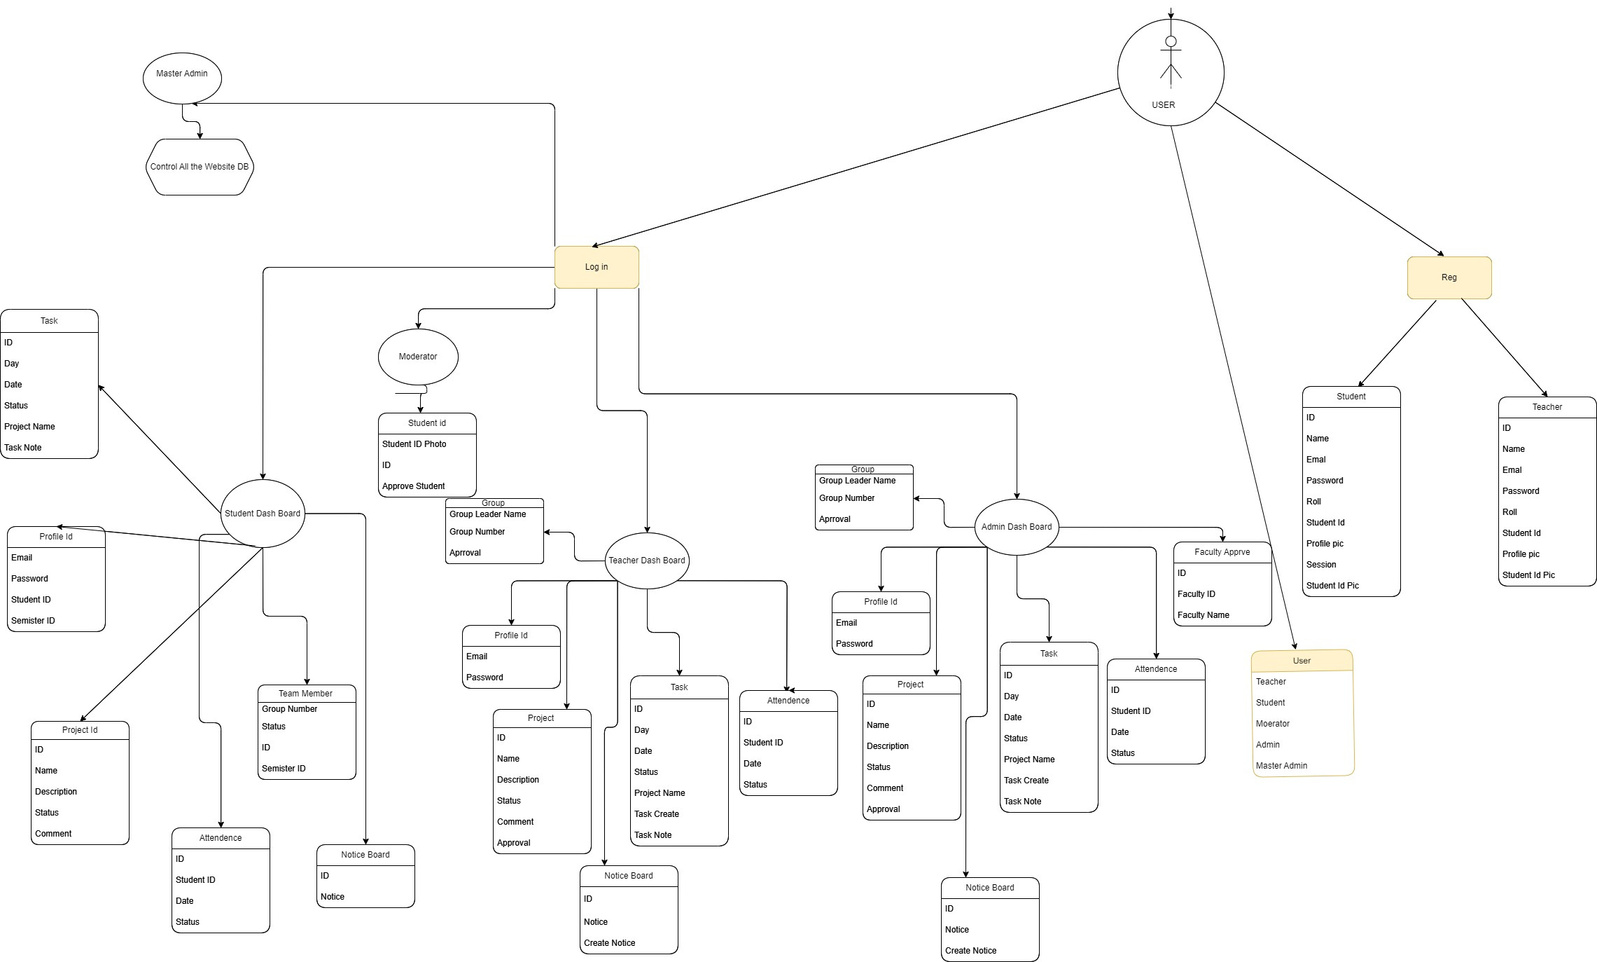 USER
Master Admin
Control All the Website DB
Log in
Reg
Task
ID
Day
Date
Status
Project Name
Task Note
Moderator
Student id
Student ID Photo
ID
Approve Student
Student
ID
Name
Emal
Password
Roll
Student Id
Profile pic
Session
Student Id Pic
Teacher
ID
Name
Emal
Password
Roll
Student Id
Profile pic
Student Id Pic
Student Dash Board
Profile Id
Email
Password
Student ID
Semister ID
Project Id
ID
Name
Description
Status
Comment
Attendence
ID
Student ID
Date
Status
Team Member
Group Number
Status
ID
Semister ID
Notice Board
ID
Notice
Group
Group Leader Name
Group Number
Aprroval
Teacher Dash Board
Profile Id
Email
Password
Project
ID
Name
Description
Status
Comment
Approval
Task
ID
Day
Date
Status
Project Name
Task Create
Task Note
Attendence
ID
Student ID
Date
Status
Notice Board
ID
Notice
Create Notice
Group
Group Leader Name
Group Number
Aprroval
Admin Dash Board
Profile Id
Email
Password
Project
ID
Name
Description
Status
Comment
Approval
Task
ID
Day
Date
Status
Project Name
Task Create
Task Note
Attendence
ID
Student ID
Date
Status
Faculty Apprve
ID
Faculty ID
Faculty Name
Notice Board
ID
Notice
Create Notice
User
Teacher
Student
Moerator
Admin
Master Admin